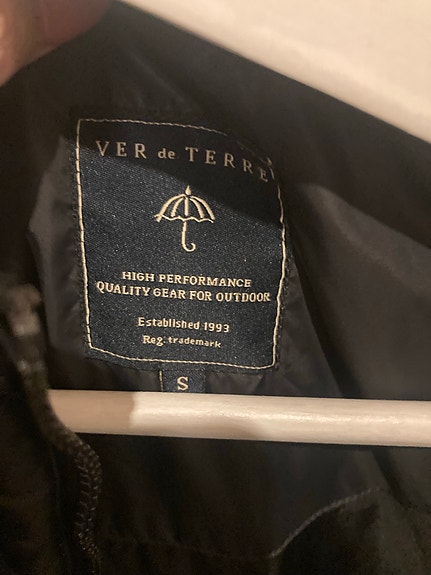 VER de TERRE
HIGH PERFORMANCE
QUALITY GEAR FOR OUTDOOR
Established 1993
Reg. trademark
S